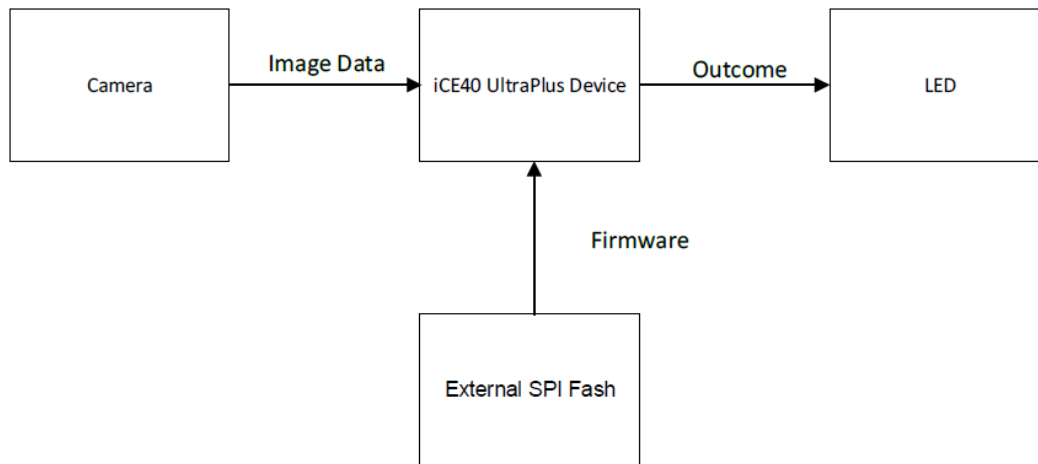 Camera
Image Data
iCE40 UltraPlus Device
Outcome
LED
Firmware
External SPI Fash